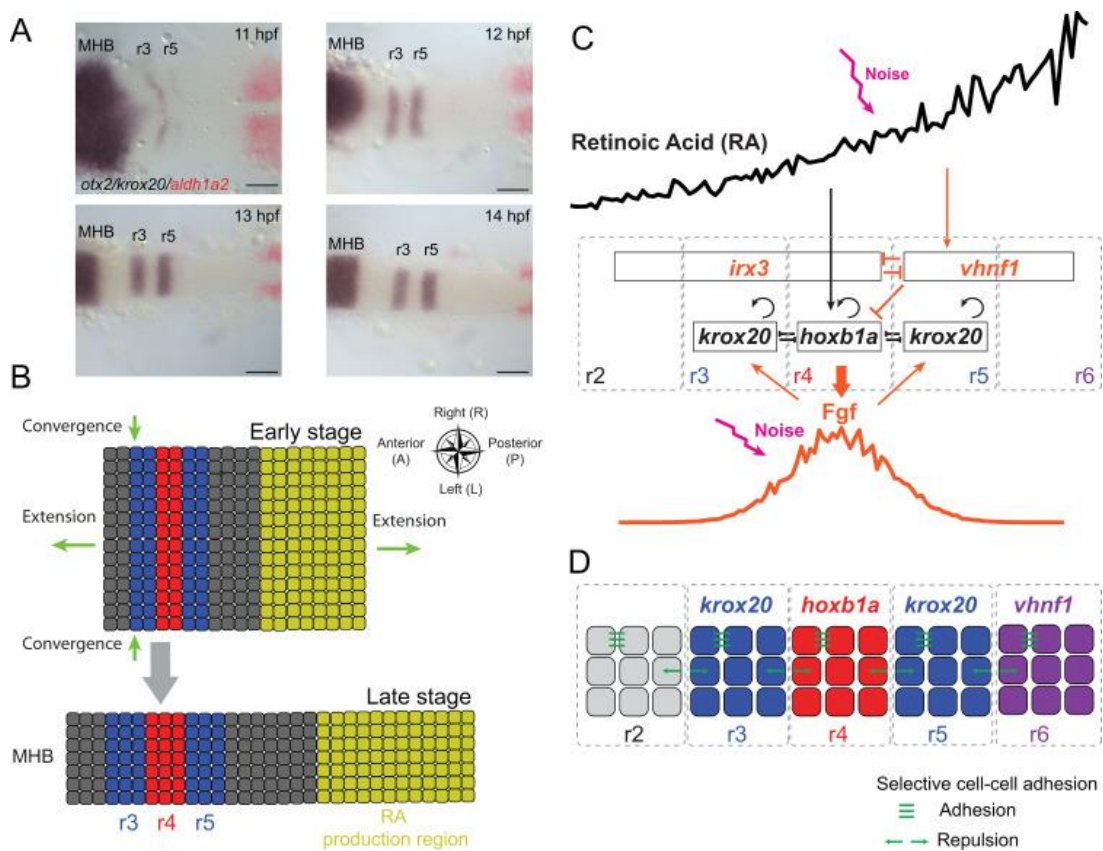 A
MHB
r3
r5
11 hpf
otx2/krox20/aldh1a2
MHB
r3
r5
12 hpf
MHB
r3
r5
13 hpf
MHB
r3
r5
14 hpf
B
Convergence
Early stage
Extension
Extension
Convergence
Right (R)
Anterior
(A)
Posterior
(P)
Left (L)
Late stage
MHB
r3
r4
r5
RA
production region
C
Noise
Retinoic Acid (RA)
irx3
vhnf1
krox20
hoxb1a
krox20
r2
r3
r4
r5
r6
Fgf
Noise
D
krox20
hoxb1a
krox20
vhnf1
r2
r3
r4
r5
r6
Selective cell-cell adhesion
Adhesion
Repulsion